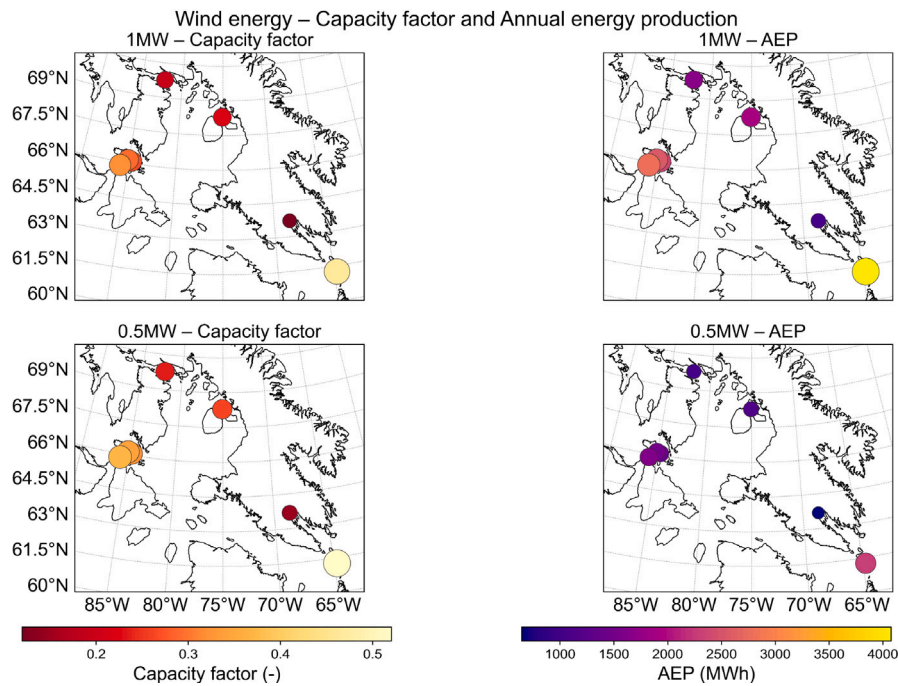 Wind energy – Capacity factor and Annual energy production
1MW – Capacity factor
1MW – AEP
69°N
67.5°N
66°N
64.5°N
63°N
61.5°N
60°N
0.5MW – Capacity factor
0.5MW – AEP
69°N
67.5°N
66°N
64.5°N
63°N
61.5°N
60°N
85°W 80°W 75°W 70°W
85°W 80°W 75°W 70°W
0.2 0.3 0.4 0.5
Capacity factor (-)
1000 1500 2000 2500 3000 3500 4000
AEP (MWh)